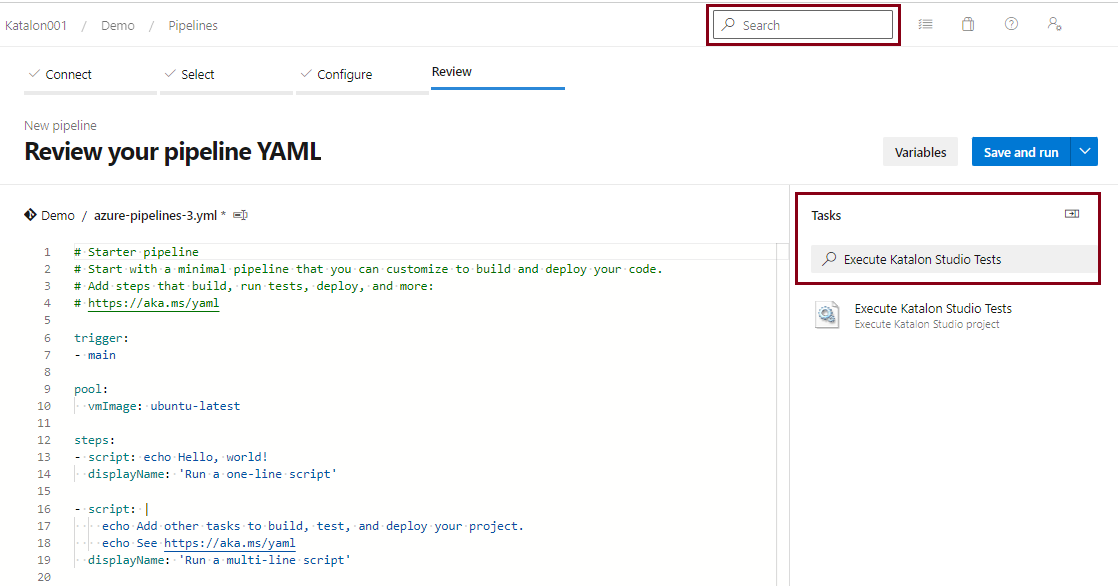 Katalon001 / Demo / Pipelines
Search
Connect
Select
Configure
Review
New pipeline
Review your pipeline YAML
Variables
Save and run
Demo / azure-pipelines-3.yml *
1 # Starter pipeline
2 # Start with a minimal pipeline that you can customize to build and deploy your code.
3 # Add steps that build, run tests, deploy, and more:
4 # https://aka.ms/yaml
5
6 trigger:
7 - main
8
9 pool:
10 vmImage: ubuntu-latest
11
12 steps:
13 - script: echo Hello, world!
14 displayName: 'Run a one-line script'
15
16 - script: |
17 echo Add other tasks to build, test, and deploy your project.
18 echo See https://aka.ms/yaml
19 displayName: 'Run a multi-line script'
20
Tasks
Execute Katalon Studio Tests
Execute Katalon Studio Tests
Execute Katalon Studio project